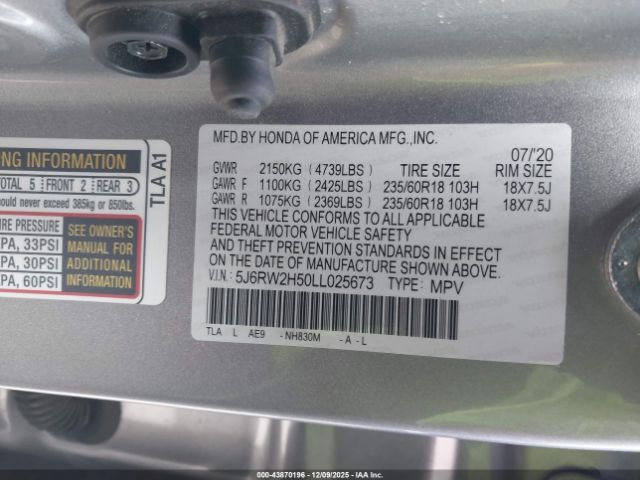 NG INFORMATION
TOTAL 5 FRONT 2 REAR 3
should never exceed 385kg or 850lbs.
RE PRESSURE
PA, 33PSI
PA, 30PSI
PA, 60PSI
SEE OWNER'S
MANUAL FOR
ADDITIONAL
INFORMATION
TLA A1
MFD.BY HONDA OF AMERICA MFG.,INC.
07/'20
GVWR 2150KG (4739LBS) TIRE SIZE RIM SIZE
GAWR F 1100KG (2425LBS) 235/60R18 103H 18X7.5J
GAWR R 1075KG (2369LBS) 235/60R18 103H 18X7.5J
THIS VEHICLE CONFORMS TO ALL APPLICABLE
FEDERAL MOTOR VEHICLE SAFETY
AND THEFT PREVENTION STANDARDS IN EFFECT
ON THE DATE OF MANUFACTURE SHOWN ABOVE.
V.I.N.: 5J6RW2H50LL025673 TYPE: MPV
TLA L AE9 - NH830M - A - L
000-43870196 - 12/09/2025 - IAAC